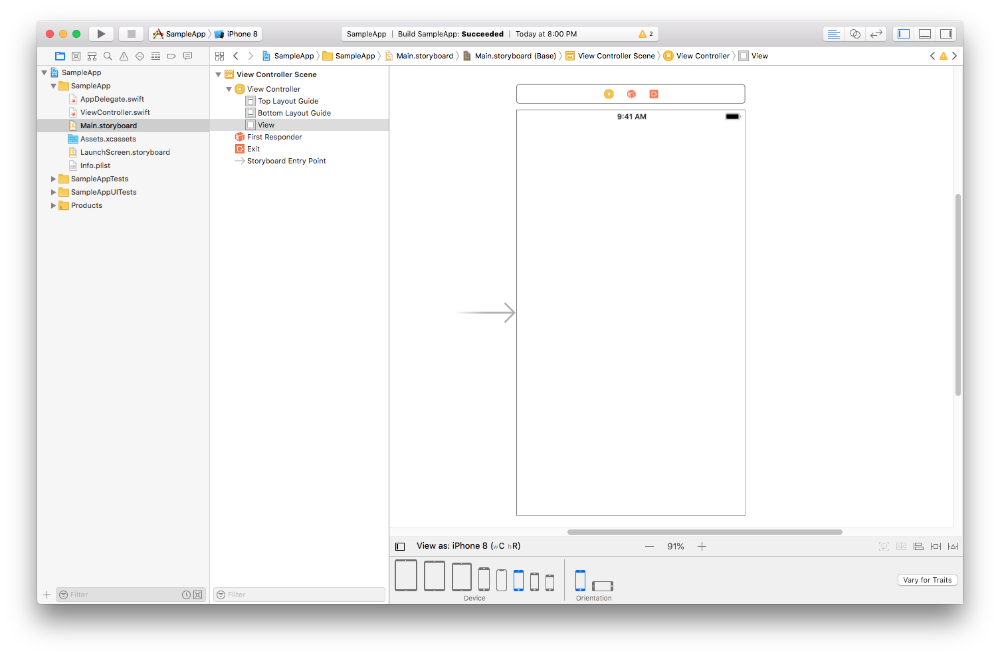 SampleApp iPhone 8
SampleApp | Build SampleApp: Succeeded | Today at 8:00 PM 2
SampleApp SampleApp Main.storyboard Main.storyboard (Base) View Controller Scene View Controller View
SampleApp
SampleApp
AppDelegate.swift
ViewController.swift
Main.storyboard
Assets.xcassets
LaunchScreen.storyboard
Info.plist
SampleAppTests
SampleAppUITests
Products
Filter
View Controller Scene
View Controller
Top Layout Guide
Bottom Layout Guide
View
First Responder
Exit
Storyboard Entry Point
Filter
9:41 AM
View as: iPhone 8 (wC hR) 91%
Device
Orientation
Vary for Traits